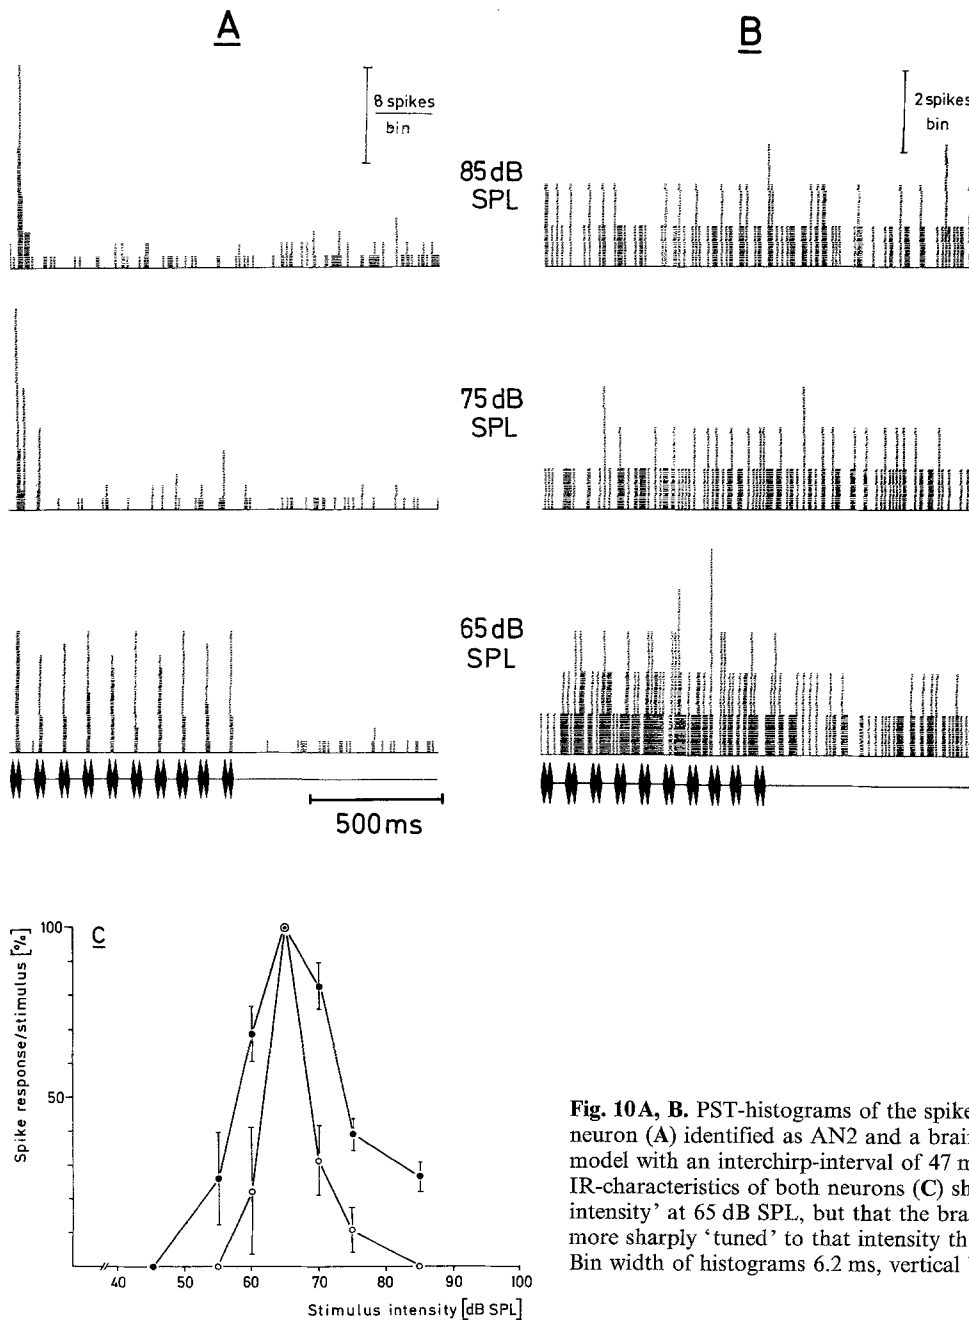 A
B
8 spikes
bin
2 spikes
bin
85 dB
SPL
75 dB
SPL
65 dB
SPL
500 ms
C
Spike response/stimulus [%]
100
50
40 50 60 70 80 90 100
Stimulus intensity [dB SPL]
Fig. 10 A, B. PST-histograms of the spike
neuron (A) identified as AN2 and a brain
model with an interchirp-interval of 47 m
IR-characteristics of both neurons (C) sh
intensity' at 65 dB SPL, but that the bra
more sharply 'tuned' to that intensity th
Bin width of histograms 6.2 ms, vertical